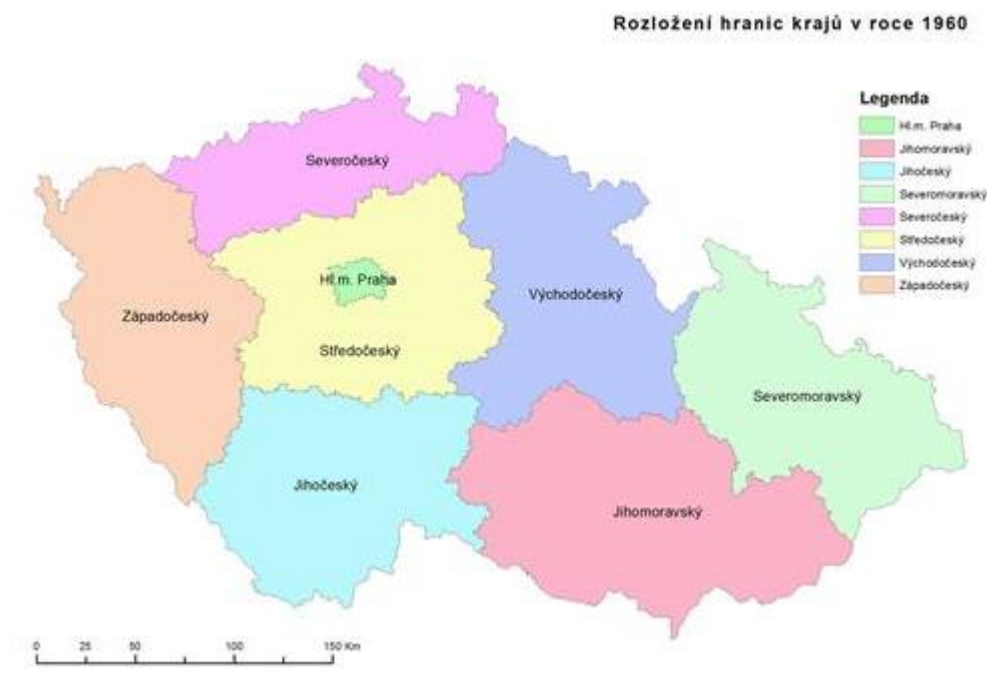 Rozložení hranic krajů v roce 1960
Legenda
Hl.m. Praha
Jihomoravský
Jihočeský
Severomoravský
Severočeský
Středočeský
Východočeský
Západočeský
Severočeský
Hl.m. Praha
Východočeský
Západočeský
Středočeský
Severomoravský
Jihočeský
Jihomoravský
0 25 50 100 150 Km